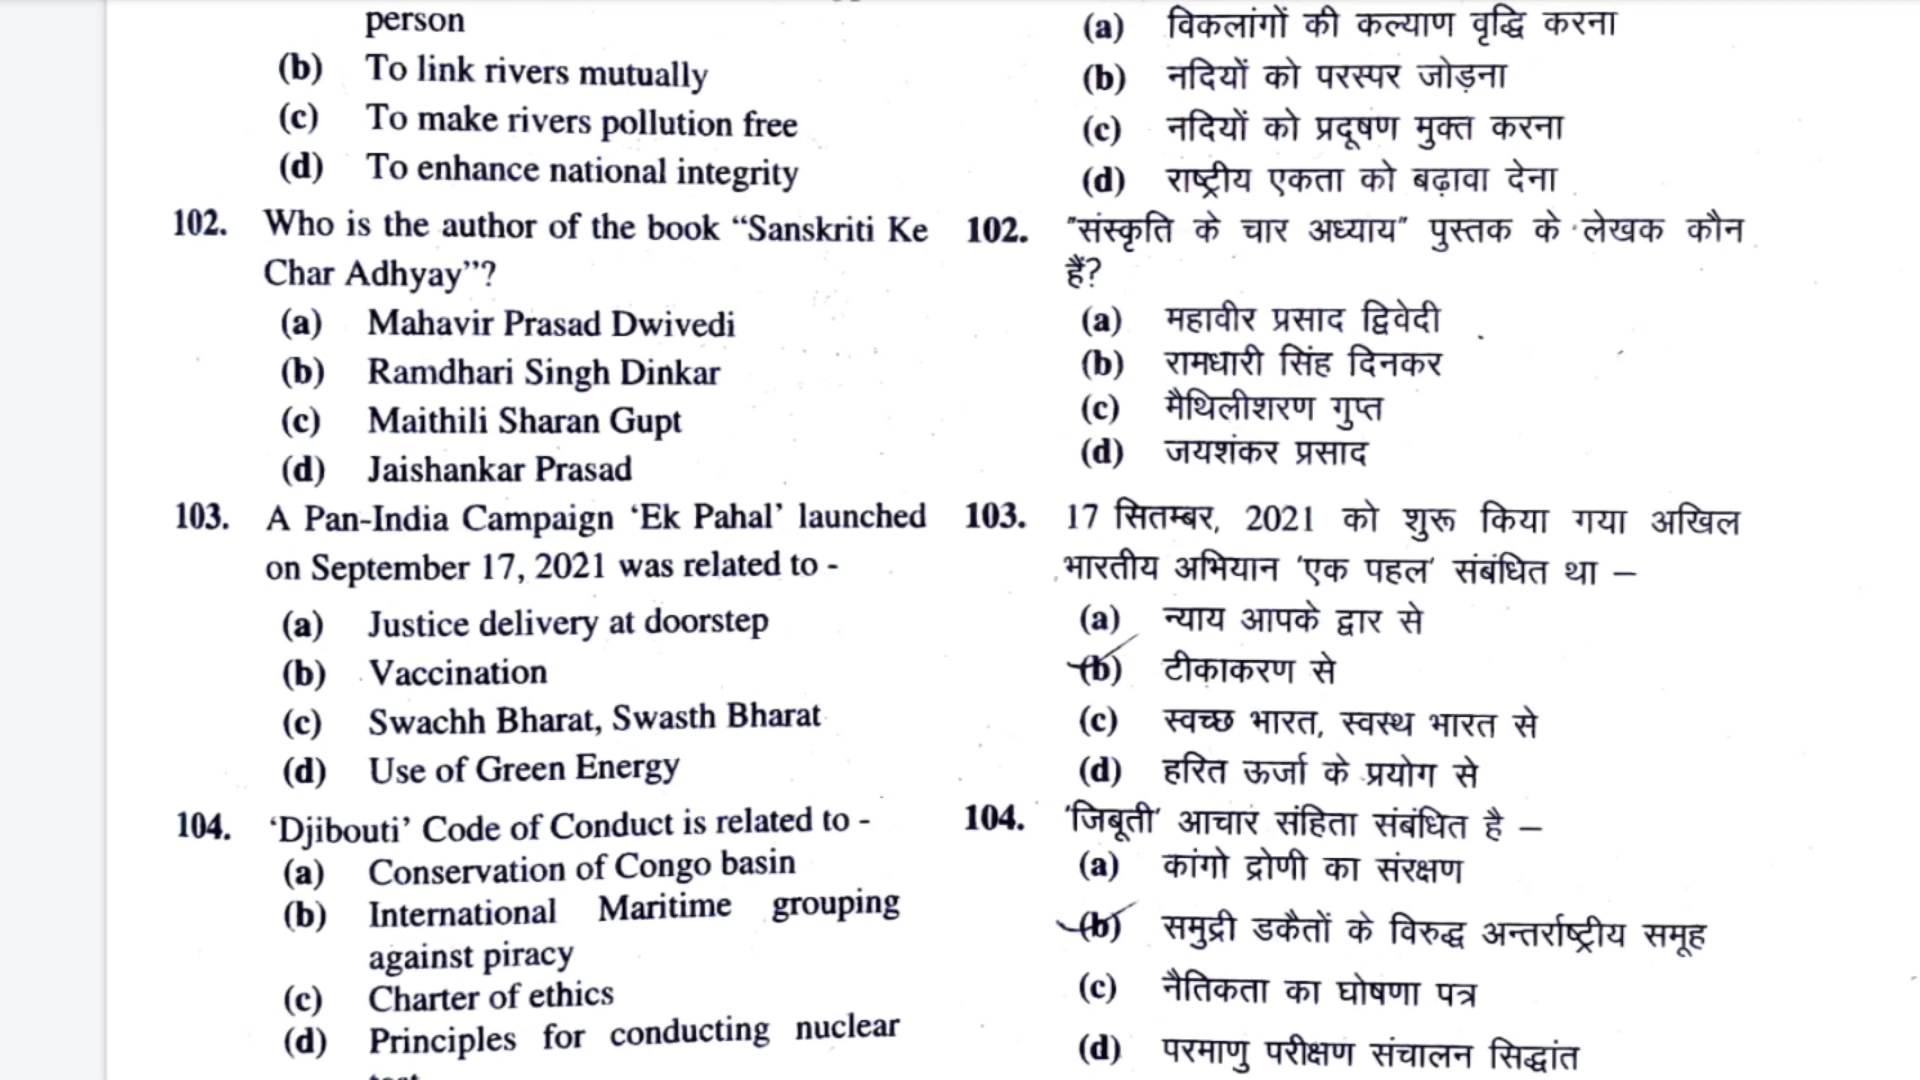 person
(b) To link rivers mutually
(c) To make rivers pollution free
(d) To enhance national integrity
102. Who is the author of the book “Sanskriti Ke
Char Adhyay”?
(a) Mahavir Prasad Dwivedi
(b) Ramdhari Singh Dinkar
(c) Maithili Sharan Gupt
(d) Jaishankar Prasad
103. A Pan-India Campaign ‘Ek Pahal’ launched
on September 17, 2021 was related to -
(a) Justice delivery at doorstep
(b) Vaccination
(c) Swachh Bharat, Swasth Bharat
(d) Use of Green Energy
104. ‘Djibouti’ Code of Conduct is related to -
(a) Conservation of Congo basin
(b) International Maritime grouping
against piracy
(c) Charter of ethics
(d) Principles for conducting nuclear
(a) विकलांगों की कल्याण वृद्धि करना
(b) नदियों को परस्पर जोड़ना
(c) नदियों को प्रदूषण मुक्त करना
(d) राष्ट्रीय एकता को बढ़ावा देना
102. "संस्कृति के चार अध्याय" पुस्तक के लेखक कौन
हैं?
(a) महावीर प्रसाद द्विवेदी
(b) रामधारी सिंह दिनकर
(c) मैथिलीशरण गुप्त
(d) जयशंकर प्रसाद
103. 17 सितम्बर, 2021 को शुरू किया गया अखिल
भारतीय अभियान 'एक पहल' संबंधित था –
(a) न्याय आपके द्वार से
(b) टीकाकरण से
(c) स्वच्छ भारत, स्वस्थ भारत से
(d) हरित ऊर्जा के प्रयोग से
104. 'जिबूती' आचार संहिता संबंधित है –
(a) कांगो द्रोणी का संरक्षण
(b) समुद्री डकैतों के विरुद्ध अन्तर्राष्ट्रीय समूह
(c) नैतिकता का घोषणा पत्र
(d) परमाणु परीक्षण संचालन सिद्धांत